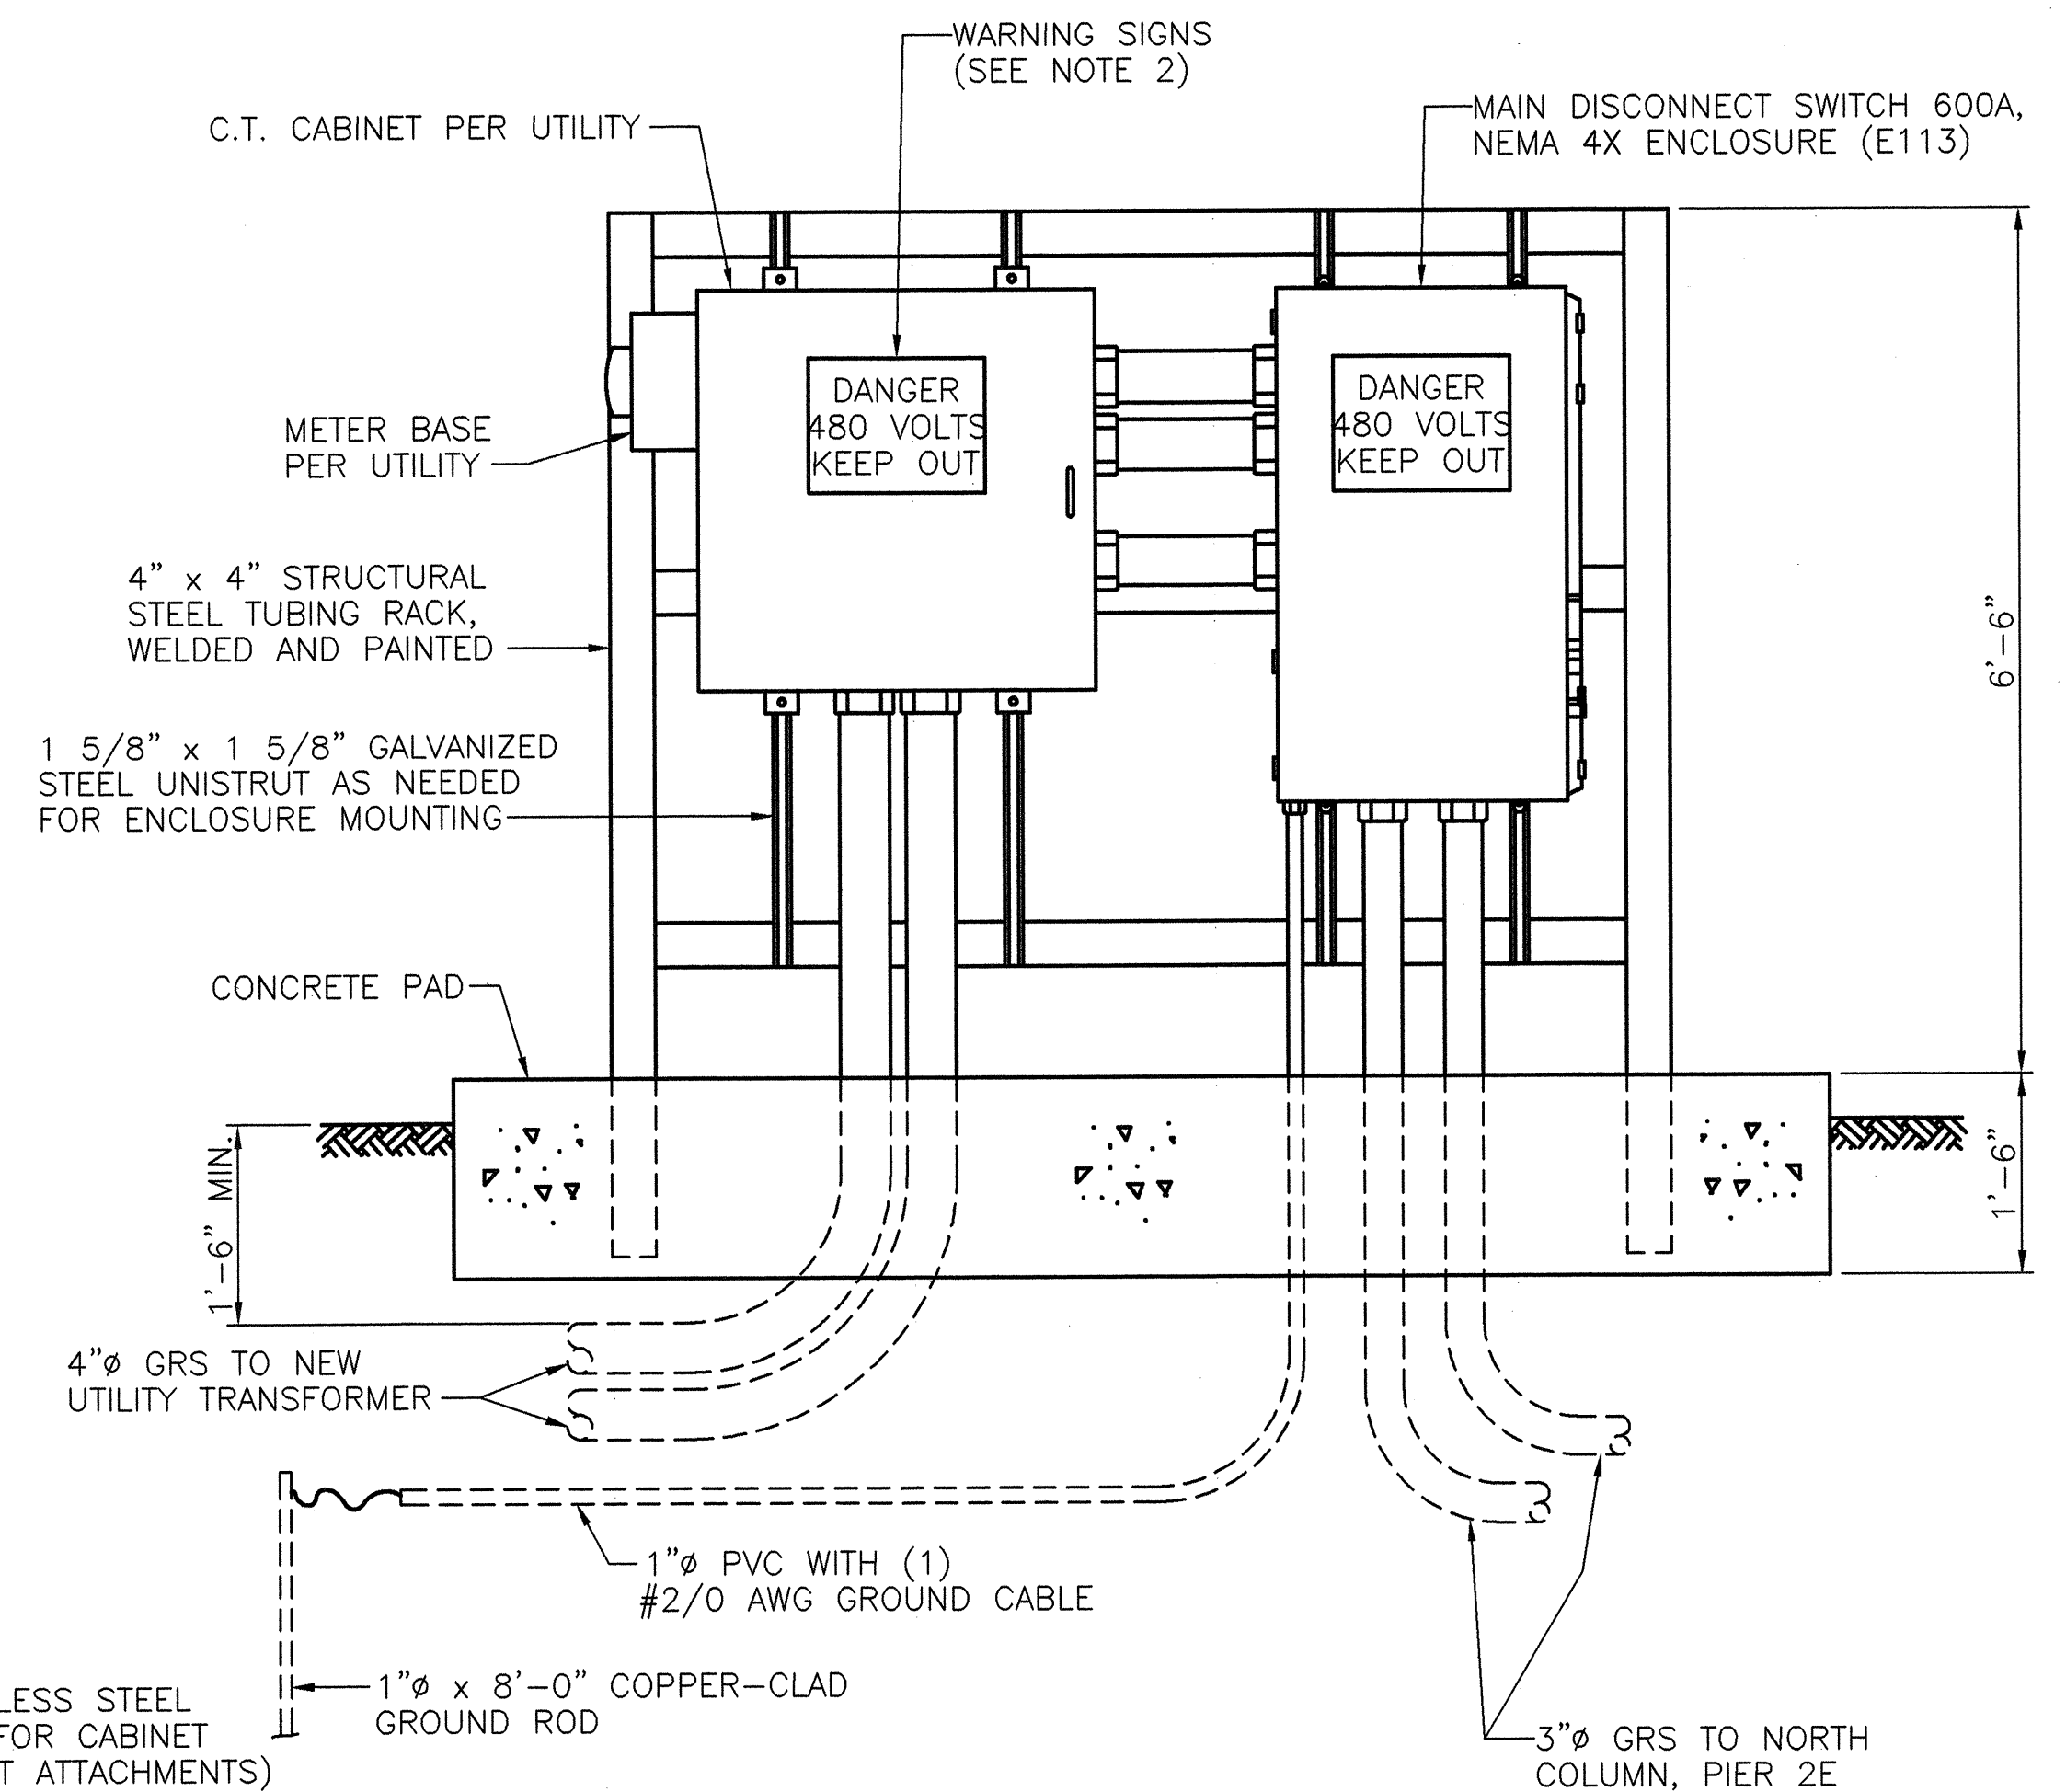 WARNING SIGNS
(SEE NOTE 2)
C.T. CABINET PER UTILITY
MAIN DISCONNECT SWITCH 600A,
NEMA 4X ENCLOSURE (E113)
DANGER
480 VOLTS
KEEP OUT
DANGER
480 VOLTS
KEEP OUT
METER BASE
PER UTILITY
4" x 4" STRUCTURAL
STEEL TUBING RACK,
WELDED AND PAINTED
6'-6"
1 5/8" x 1 5/8" GALVANIZED
STEEL UNISTRUT AS NEEDED
FOR ENCLOSURE MOUNTING
CONCRETE PAD
1'-6" MIN.
1'-6"
4"ø GRS TO NEW
UTILITY TRANSFORMER
1"ø PVC WITH (1)
#2/0 AWG GROUND CABLE
1"ø x 8'-0" COPPER-CLAD
GROUND ROD
LESS STEEL
FOR CABINET
T ATTACHMENTS)
3"ø GRS TO NORTH
COLUMN, PIER 2E